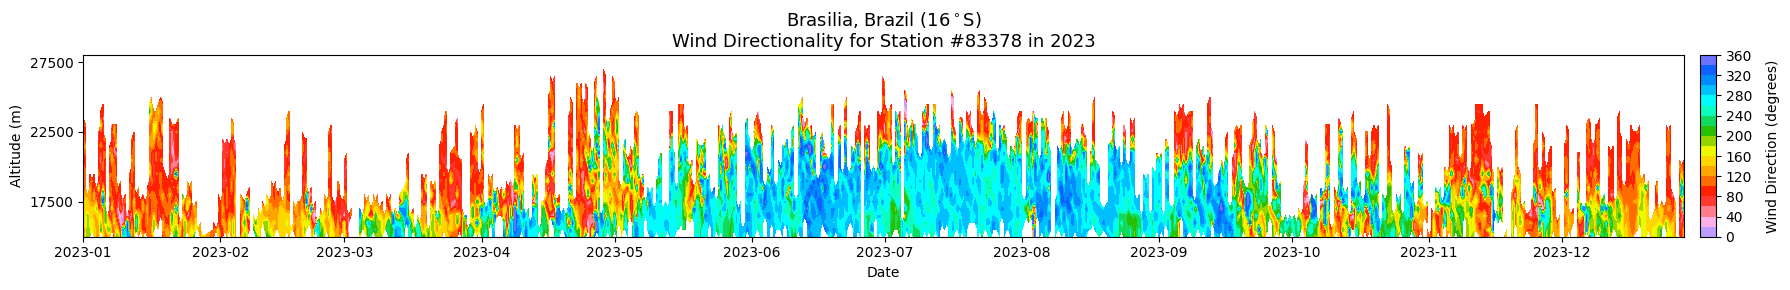 Brasilia, Brazil (16°S)
Wind Directionality for Station #83378 in 2023
27500
22500
17500
Altitude (m)
2023-01 2023-02 2023-03 2023-04 2023-05 2023-06 2023-07 2023-08 2023-09 2023-10 2023-11 2023-12
Date
360
320
280
240
200
160
120
80
40
0
Wind Direction (degrees)